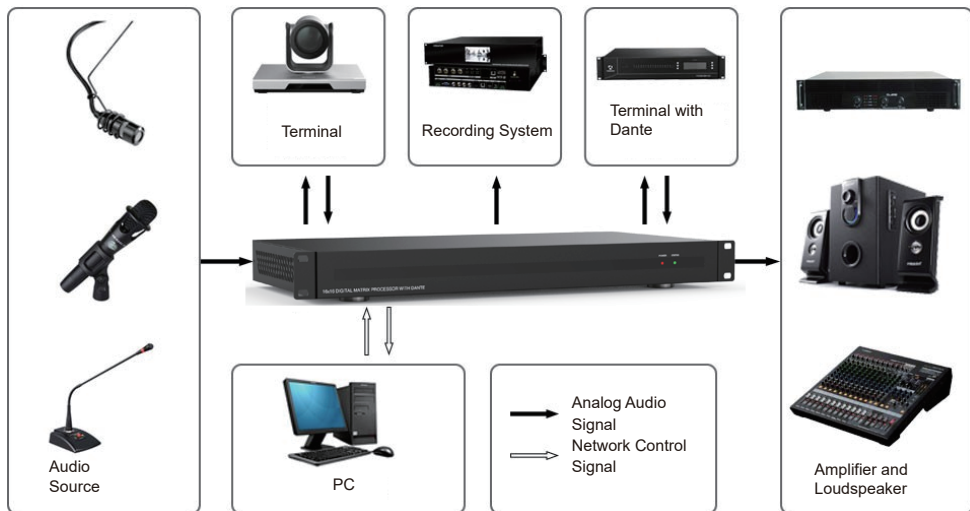 Terminal
Recording System
Terminal with
Dante
16x16 DIGITAL MATRIX PROCESSOR WITH DANTE
Audio
Source
PC
Analog Audio
Signal
Network Control
Signal
Amplifier and
Loudspeaker